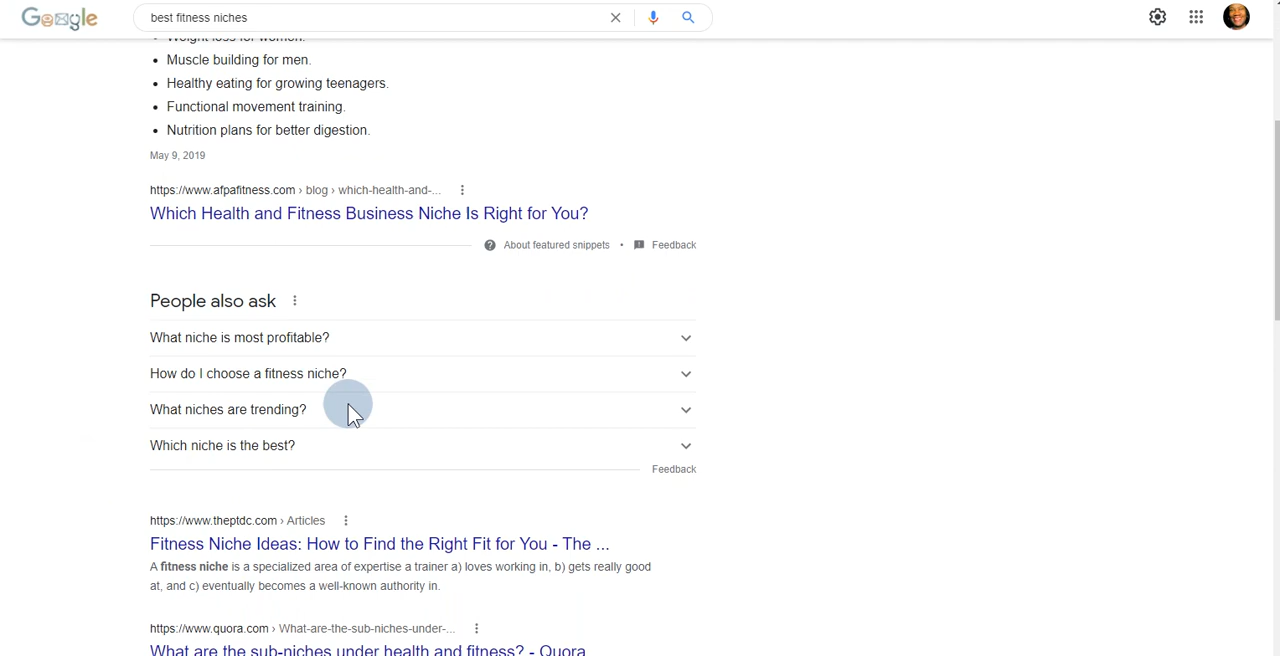 Google
best fitness niches
Weight loss for women.
Muscle building for men.
Healthy eating for growing teenagers.
Functional movement training.
Nutrition plans for better digestion.
May 9, 2019
https://www.afpafitness.com › blog › which-health-and-...
Which Health and Fitness Business Niche Is Right for You?
About featured snippets • Feedback
People also ask
What niche is most profitable?
How do I choose a fitness niche?
What niches are trending?
Which niche is the best?
Feedback
https://www.theptdc.com › Articles
Fitness Niche Ideas: How to Find the Right Fit for You - The ...
A fitness niche is a specialized area of expertise a trainer a) loves working in, b) gets really good
at, and c) eventually becomes a well-known authority in.
https://www.quora.com › What-are-the-sub-niches-under-...
What are the sub-niches under health and fitness? - Quora